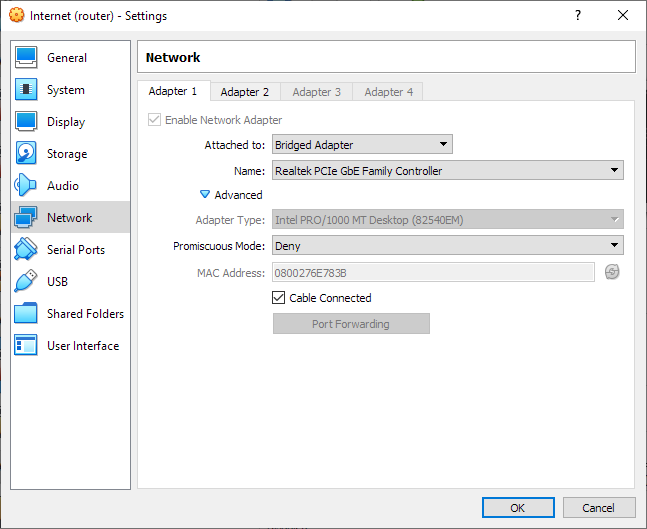 Internet (router) - Settings
?
General
System
Display
Storage
Audio
Network
Serial Ports
USB
Shared Folders
User Interface
Network
Adapter 1 Adapter 2 Adapter 3 Adapter 4
Enable Network Adapter
Attached to: Bridged Adapter
Name: Realtek PCIe GbE Family Controller
Advanced
Adapter Type: Intel PRO/1000 MT Desktop (82540EM)
Promiscuous Mode: Deny
MAC Address: 0800276E783B
Cable Connected
Port Forwarding
OK Cancel